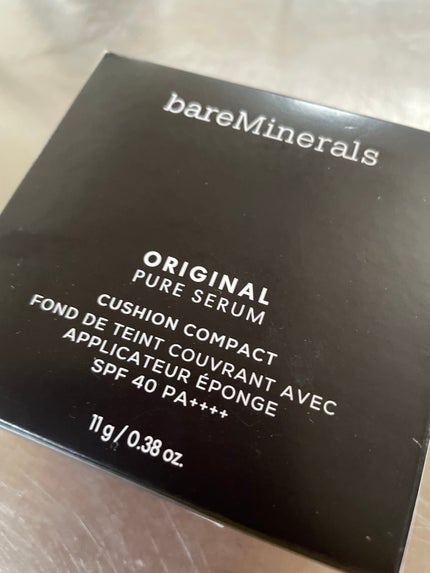 bareMinerals
ORIGINAL
PURE SERUM
CUSHION COMPACT
FOND DE TEINT COUVRANT AVEC
APPLICATEUR ÉPONGE
SPF 40 PA++++
11 g / 0.38 oz.